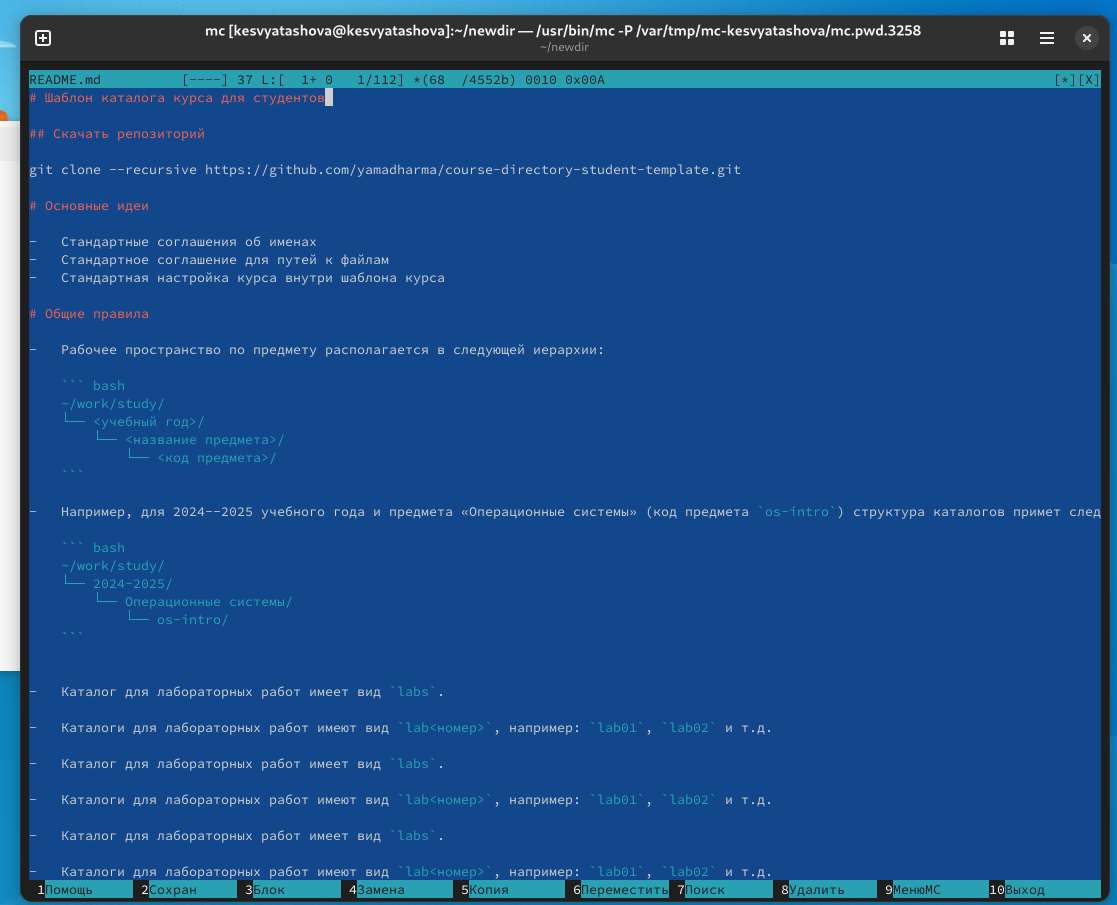 mc [kesvyatashova@kesvyatashova]:~/newdir — /usr/bin/mc -P /var/tmp/mc-kesvyatashova/mc.pwd.3258
~/newdir
README.md [----] 37 L:[ 1+ 0 1/112] *(68 /4552b) 0010 0x00A [*][X]
# Шаблон каталога курса для студентов
## Скачать репозиторий
git clone --recursive https://github.com/yamadharma/course-directory-student-template.git
# Основные идеи
- Стандартные соглашения об именах
- Стандартное соглашение для путей к файлам
- Стандартная настройка курса внутри шаблона курса
# Общие правила
- Рабочее пространство по предмету располагается в следующей иерархии:
``` bash
~/work/study/
└── <учебный год>/
└── <название предмета>/
└── <код предмета>/
```
- Например, для 2024--2025 учебного года и предмета «Операционные системы» (код предмета `os-intro`) структура каталогов примет след
``` bash
~/work/study/
└── 2024-2025/
└── Операционные системы/
└── os-intro/
```
- Каталог для лабораторных работ имеет вид `labs`.
- Каталоги для лабораторных работ имеют вид `lab<номер>`, например: `lab01`, `lab02` и т.д.
- Каталог для лабораторных работ имеет вид `labs`.
- Каталоги для лабораторных работ имеют вид `lab<номер>`, например: `lab01`, `lab02` и т.д.
- Каталог для лабораторных работ имеет вид `labs`.
- Каталоги для лабораторных работ имеют вид `lab<номер>`, например: `lab01`, `lab02` и т.д.
1Помощь 2Сохран 3Блок 4Замена 5Копия 6Переместить 7Поиск 8Удалить 9МенюMC 10Выход